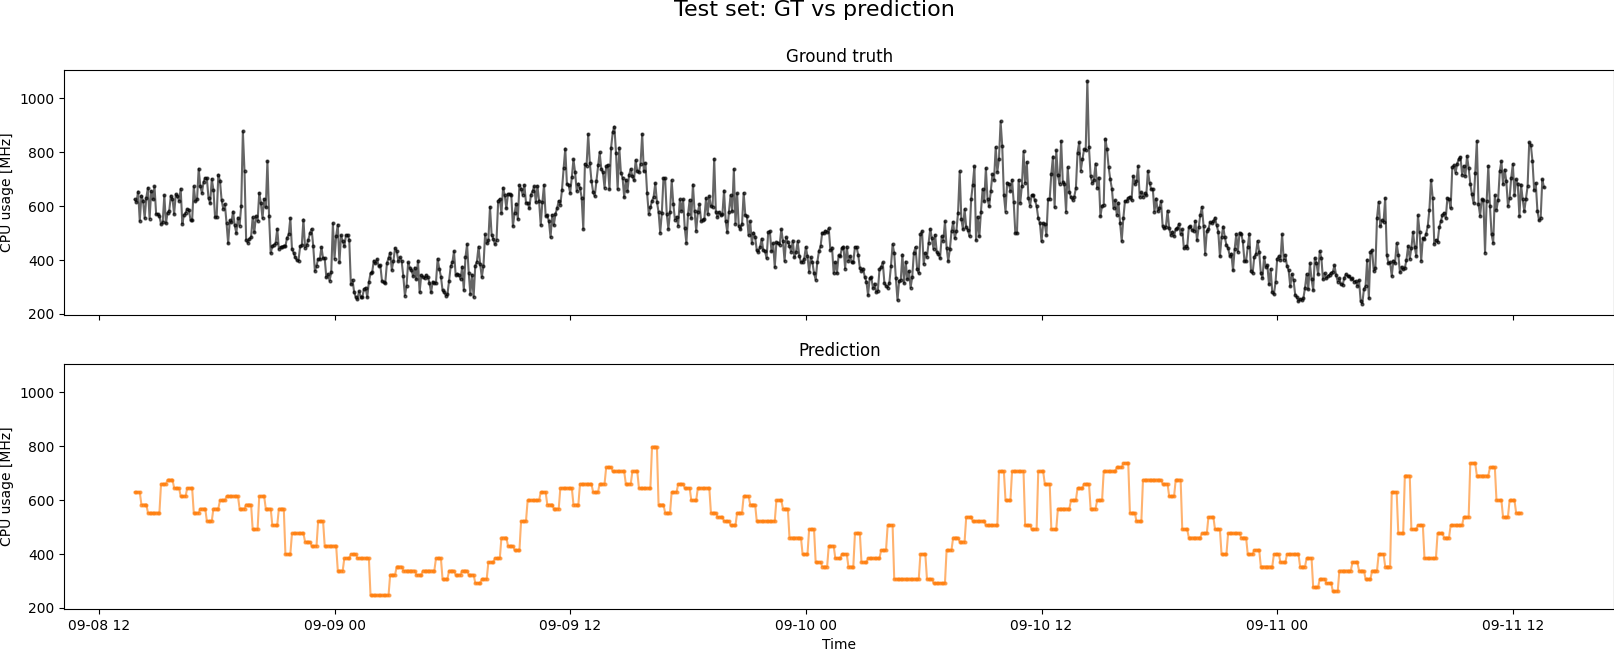 Test set: GT vs prediction
Ground truth
CPU usage [MHz]
1000
800
600
400
200
Prediction
CPU usage [MHz]
1000
800
600
400
200
09-08 12
09-09 00
09-09 12
09-10 00
09-10 12
09-11 00
09-11 12
Time